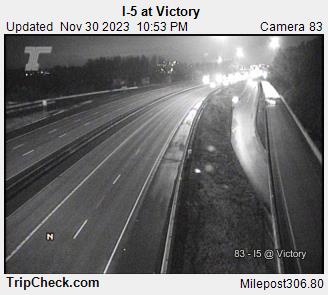 I-5 at Victory
Updated Nov 30 2023 10:53 PM Camera 83
N
83 - I5 @ Victory
TripCheck.com Milepost306.80